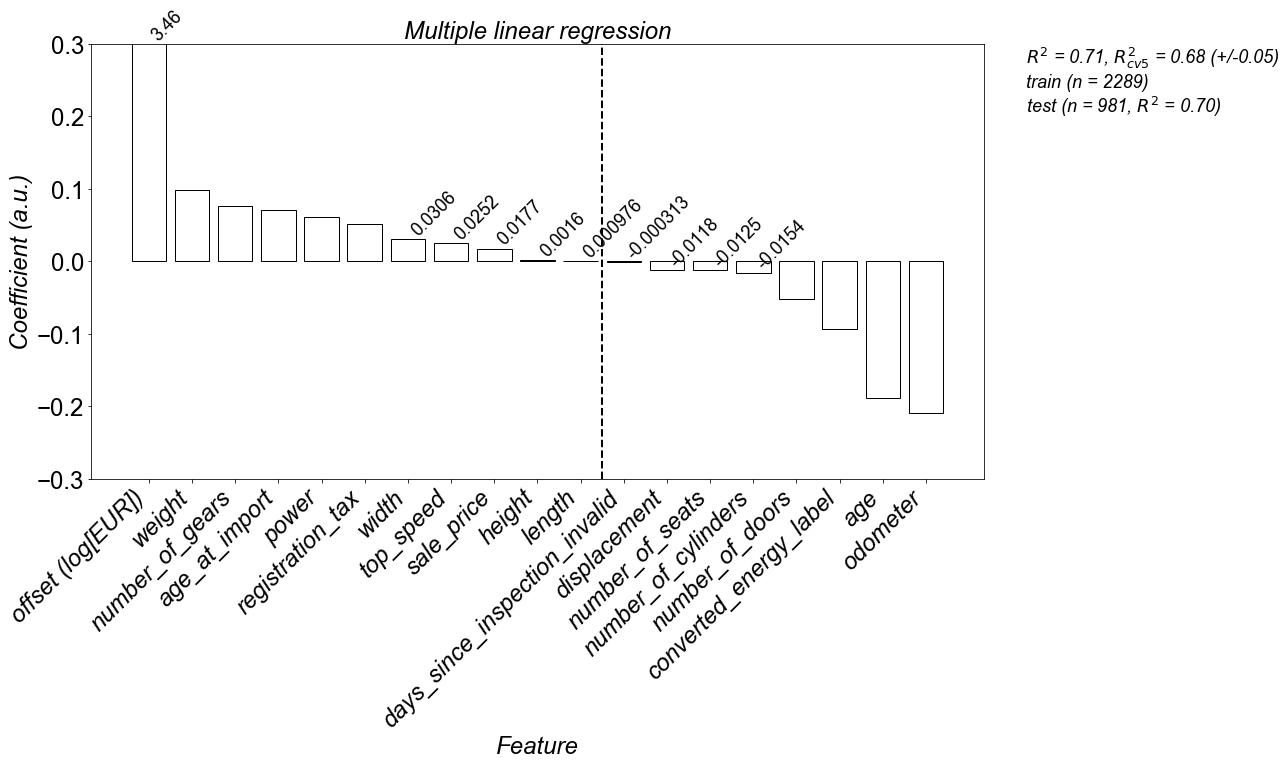 Multiple linear regression
R² = 0.71, R²cv5 = 0.68 (+/-0.05)
train (n = 2289)
test (n = 981, R² = 0.70)
Coefficient (a.u.)
0.3
0.2
0.1
0.0
−0.1
−0.2
−0.3
3.46
0.0306
0.0252
0.0177
0.0016
0.000976
-0.000313
-0.0118
-0.0125
-0.0154
offset (log[EUR])
weight
number_of_gears
age_at_import
power
registration_tax
width
top_speed
sale_price
height
length
days_since_inspection_invalid
displacement
number_of_seats
number_of_cylinders
number_of_doors
converted_energy_label
age
odometer
Feature